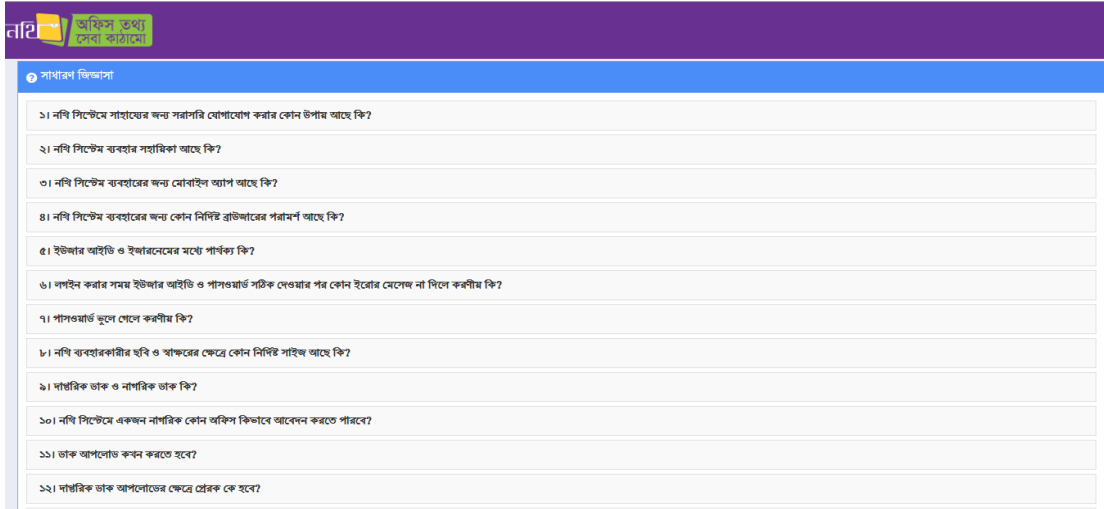 নথি
অফিস তথ্য
সেবা কাঠামো
সাধারণ জিজ্ঞাসা
১। নথি সিস্টেমে সাহায্যের জন্য সরাসরি যোগাযোগ করার কোন উপায় আছে কি?
২। নথি সিস্টেম ব্যবহার সহায়িকা আছে কি?
৩। নথি সিস্টেম ব্যবহারের জন্য মোবাইল অ্যাপ আছে কি?
৪। নথি সিস্টেম ব্যবহারের জন্য কোন নির্দিষ্ট ব্রাউজারের পরামর্শ আছে কি?
৫। ইউজার আইডি ও ইজারনেমের মধ্যে পার্থক্য কি?
৬। লগইন করার সময় ইউজার আইডি ও পাসওয়ার্ড সঠিক দেওয়ার পর কোন ইরোর মেসেজ না দিলে করণীয় কি?
৭। পাসওয়ার্ড ভুলে গেলে করণীয় কি?
৮। নথি ব্যবহারকারীর ছবি ও স্বাক্ষরের ক্ষেত্রে কোন নির্দিষ্ট সাইজ আছে কি?
৯। দাপ্তরিক ডাক ও নাগরিক ডাক কি?
১০। নথি সিস্টেমে একজন নাগরিক কোন অফিস কিভাবে আবেদন করতে পারবে?
১১। ডাক আপলোড কখন করতে হবে?
১২। দাপ্তরিক ডাক আপলোডের ক্ষেত্রে প্রেরক কে হবে?